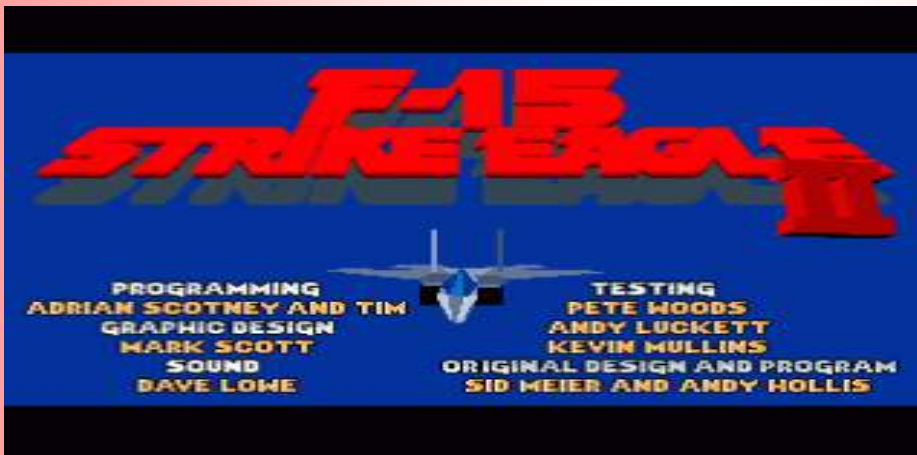 F-15
STRIKE EAGLE
II
PROGRAMMING
ADRIAN SCOTNEY AND TIM
GRAPHIC DESIGN
MARK SCOTT
SOUND
DAVE LOWE
TESTING
PETE WOODS
ANDY LUCKETT
KEVIN MULLINS
ORIGINAL DESIGN AND PROGRAM
SID MEIER AND ANDY HOLLIS